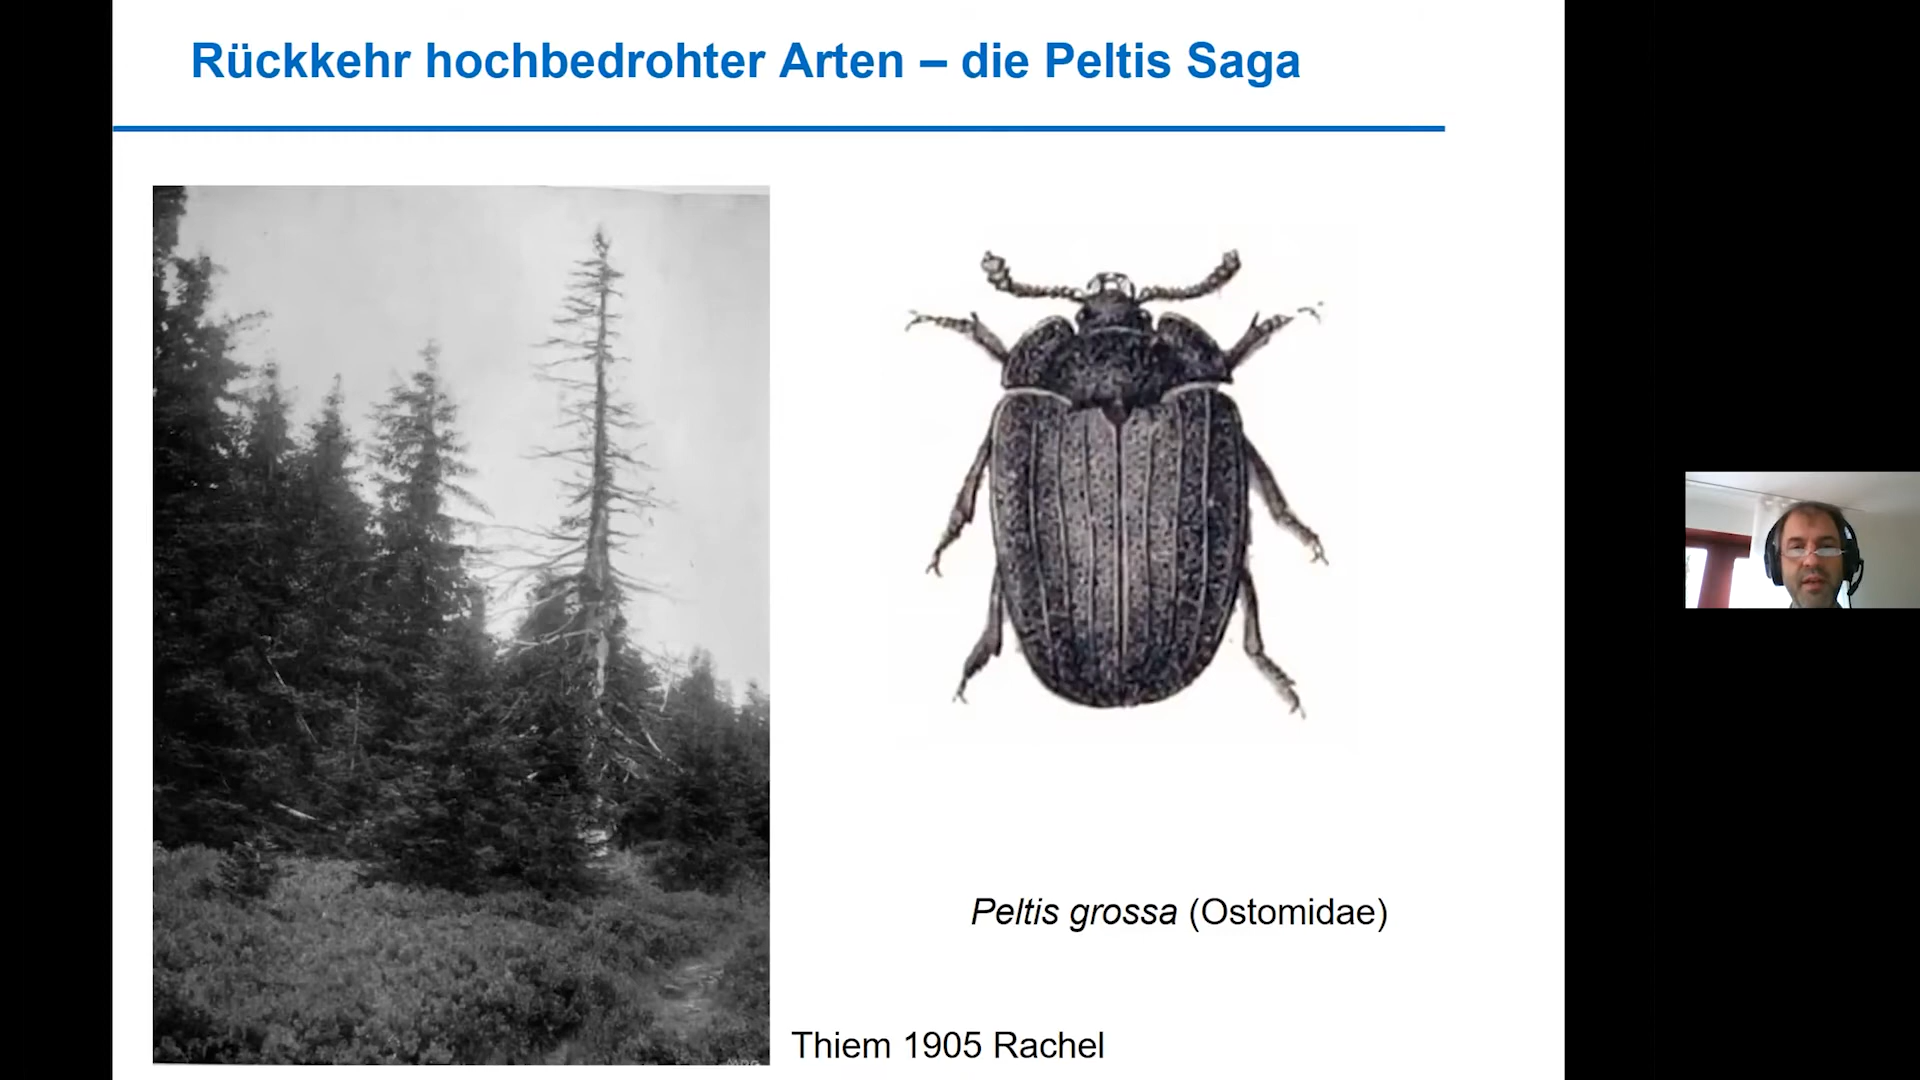 Rückkehr hochbedrohter Arten – die Peltis Saga
Peltis grossa (Ostomidae)
Thiem 1905 Rachel